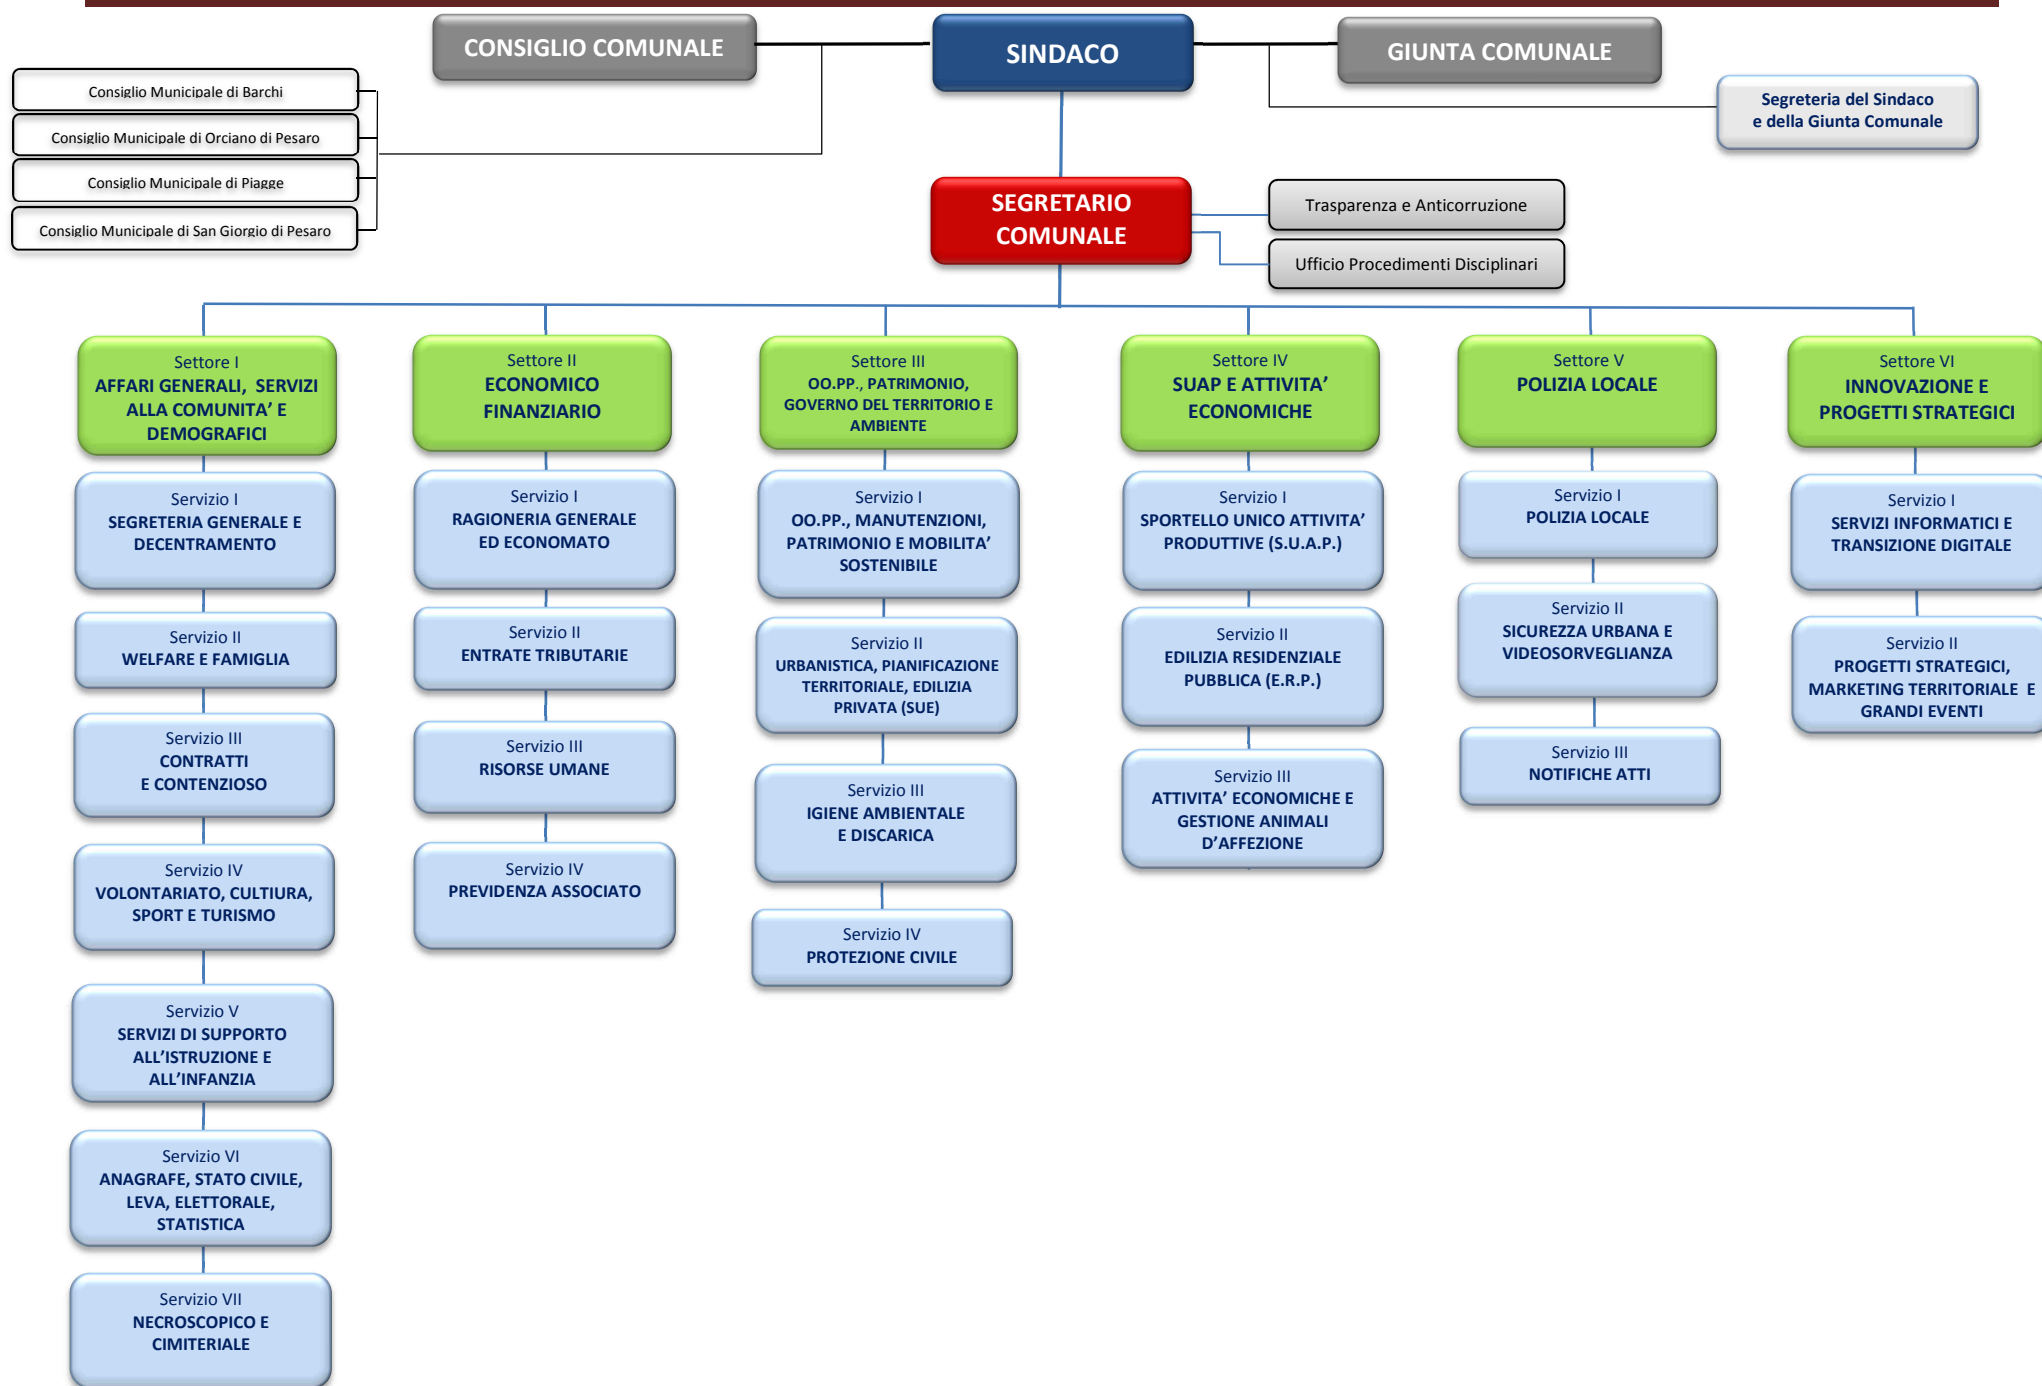 CONSIGLIO COMUNALE
SINDACO
GIUNTA COMUNALE
Consiglio Municipale di Barchi
Consiglio Municipale di Orciano di Pesaro
Consiglio Municipale di Piagge
Consiglio Municipale di San Giorgio di Pesaro
Segreteria del Sindaco
e della Giunta Comunale
SEGRETARIO
COMUNALE
Trasparenza e Anticorruzione
Ufficio Procedimenti Disciplinari
Settore I
AFFARI GENERALI, SERVIZI
ALLA COMUNITA' E
DEMOGRAFICI
Servizio I
SEGRETERIA GENERALE E
DECENTRAMENTO
Servizio II
WELFARE E FAMIGLIA
Servizio III
CONTRATTI
E CONTENZIOSO
Servizio IV
VOLONTARIATO, CULTIURA,
SPORT E TURISMO
Servizio V
SERVIZI DI SUPPORTO
ALL'ISTRUZIONE E
ALL'INFANZIA
Servizio VI
ANAGRAFE, STATO CIVILE,
LEVA, ELETTORALE,
STATISTICA
Servizio VII
NECROSCOPICO E
CIMITERIALE
Settore II
ECONOMICO
FINANZIARIO
Servizio I
RAGIONERIA GENERALE
ED ECONOMATO
Servizio II
ENTRATE TRIBUTARIE
Servizio III
RISORSE UMANE
Servizio IV
PREVIDENZA ASSOCIATO
Settore III
OO.PP., PATRIMONIO,
GOVERNO DEL TERRITORIO E
AMBIENTE
Servizio I
OO.PP., MANUTENZIONI,
PATRIMONIO E MOBILITA'
SOSTENIBILE
Servizio II
URBANISTICA, PIANIFICAZIONE
TERRITORIALE, EDILIZIA
PRIVATA (SUE)
Servizio III
IGIENE AMBIENTALE
E DISCARICA
Servizio IV
PROTEZIONE CIVILE
Settore IV
SUAP E ATTIVITA'
ECONOMICHE
Servizio I
SPORTELLO UNICO ATTIVITA'
PRODUTTIVE (S.U.A.P.)
Servizio II
EDILIZIA RESIDENZIALE
PUBBLICA (E.R.P.)
Servizio III
ATTIVITA' ECONOMICHE E
GESTIONE ANIMALI
D'AFFEZIONE
Settore V
POLIZIA LOCALE
Servizio I
POLIZIA LOCALE
Servizio II
SICUREZZA URBANA E
VIDEOSORVEGLIANZA
Servizio III
NOTIFICHE ATTI
Settore VI
INNOVAZIONE E
PROGETTI STRATEGICI
Servizio I
SERVIZI INFORMATICI E
TRANSIZIONE DIGITALE
Servizio II
PROGETTI STRATEGICI,
MARKETING TERRITORIALE E
GRANDI EVENTI